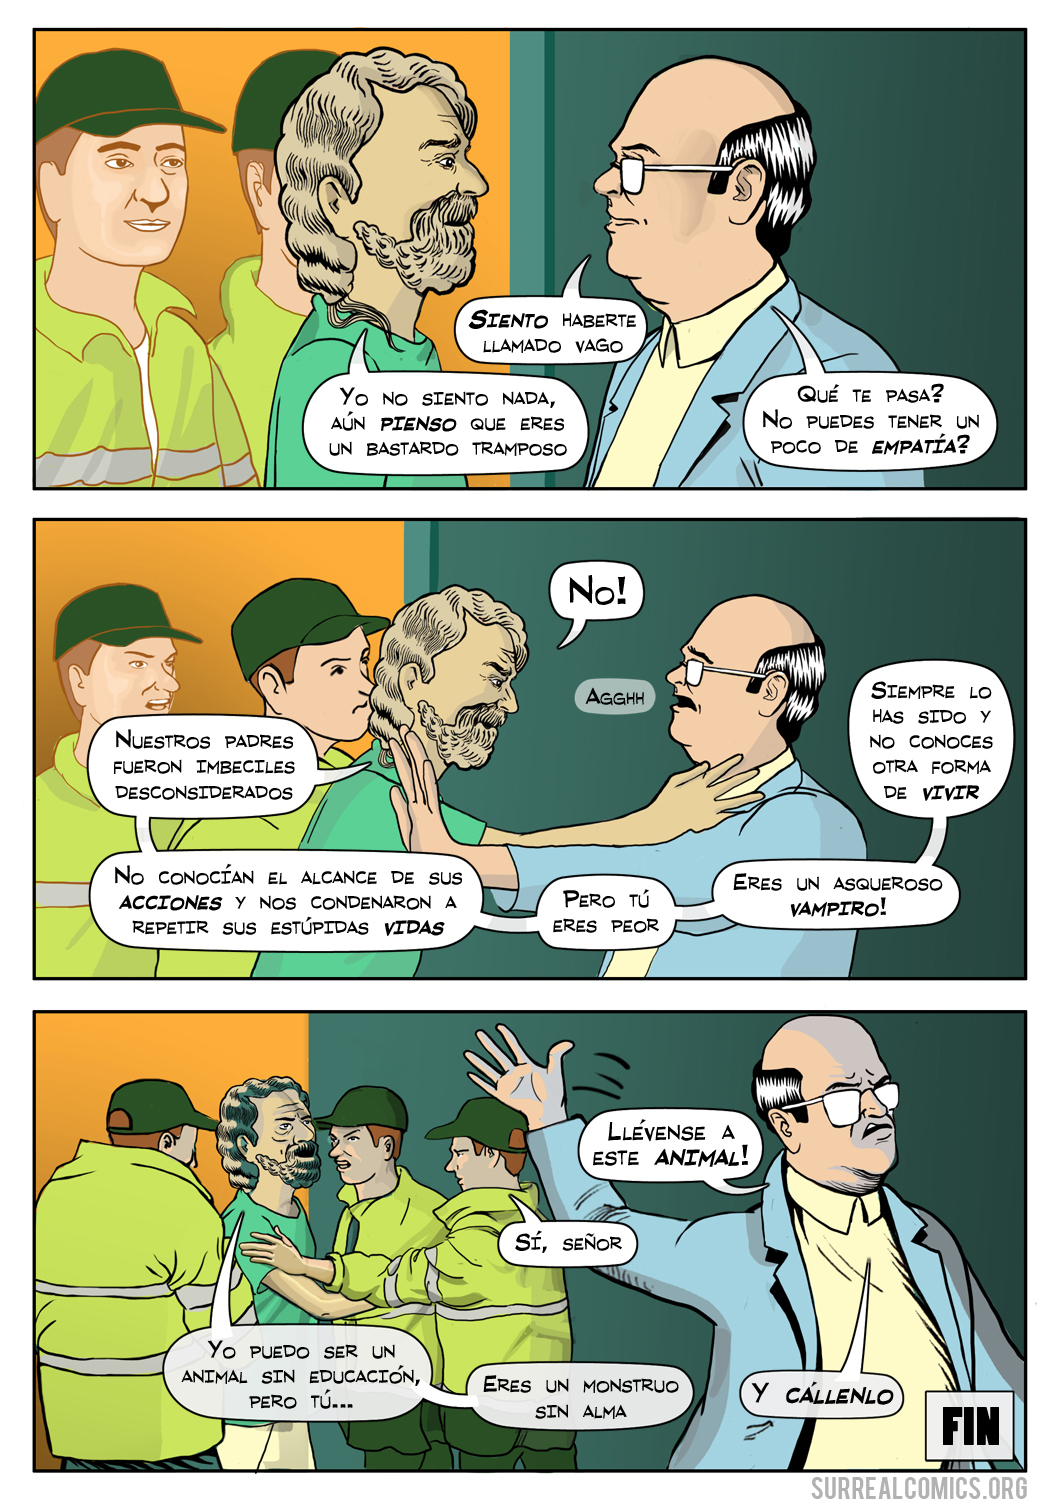 Siento haberte
llamado vago
Yo no siento nada,
aún pienso que eres
un bastardo tramposo
Qué te pasa?
No puedes tener un
poco de empatía?
No!
Agghh
Nuestros padres
fueron imbeciles
desconsiderados
No conocían el alcance de sus
acciones y nos condenaron a
repetir sus estúpidas vidas
Pero tú
eres peor
Eres un asqueroso
vampiro!
Siempre lo
has sido y
no conoces
otra forma
de vivir
Llévense a
este animal!
Sí, señor
Yo puedo ser un
animal sin educación,
pero tú...
Eres un monstruo
sin alma
Y cállenlo
FIN
SURREALCOMICS.ORG